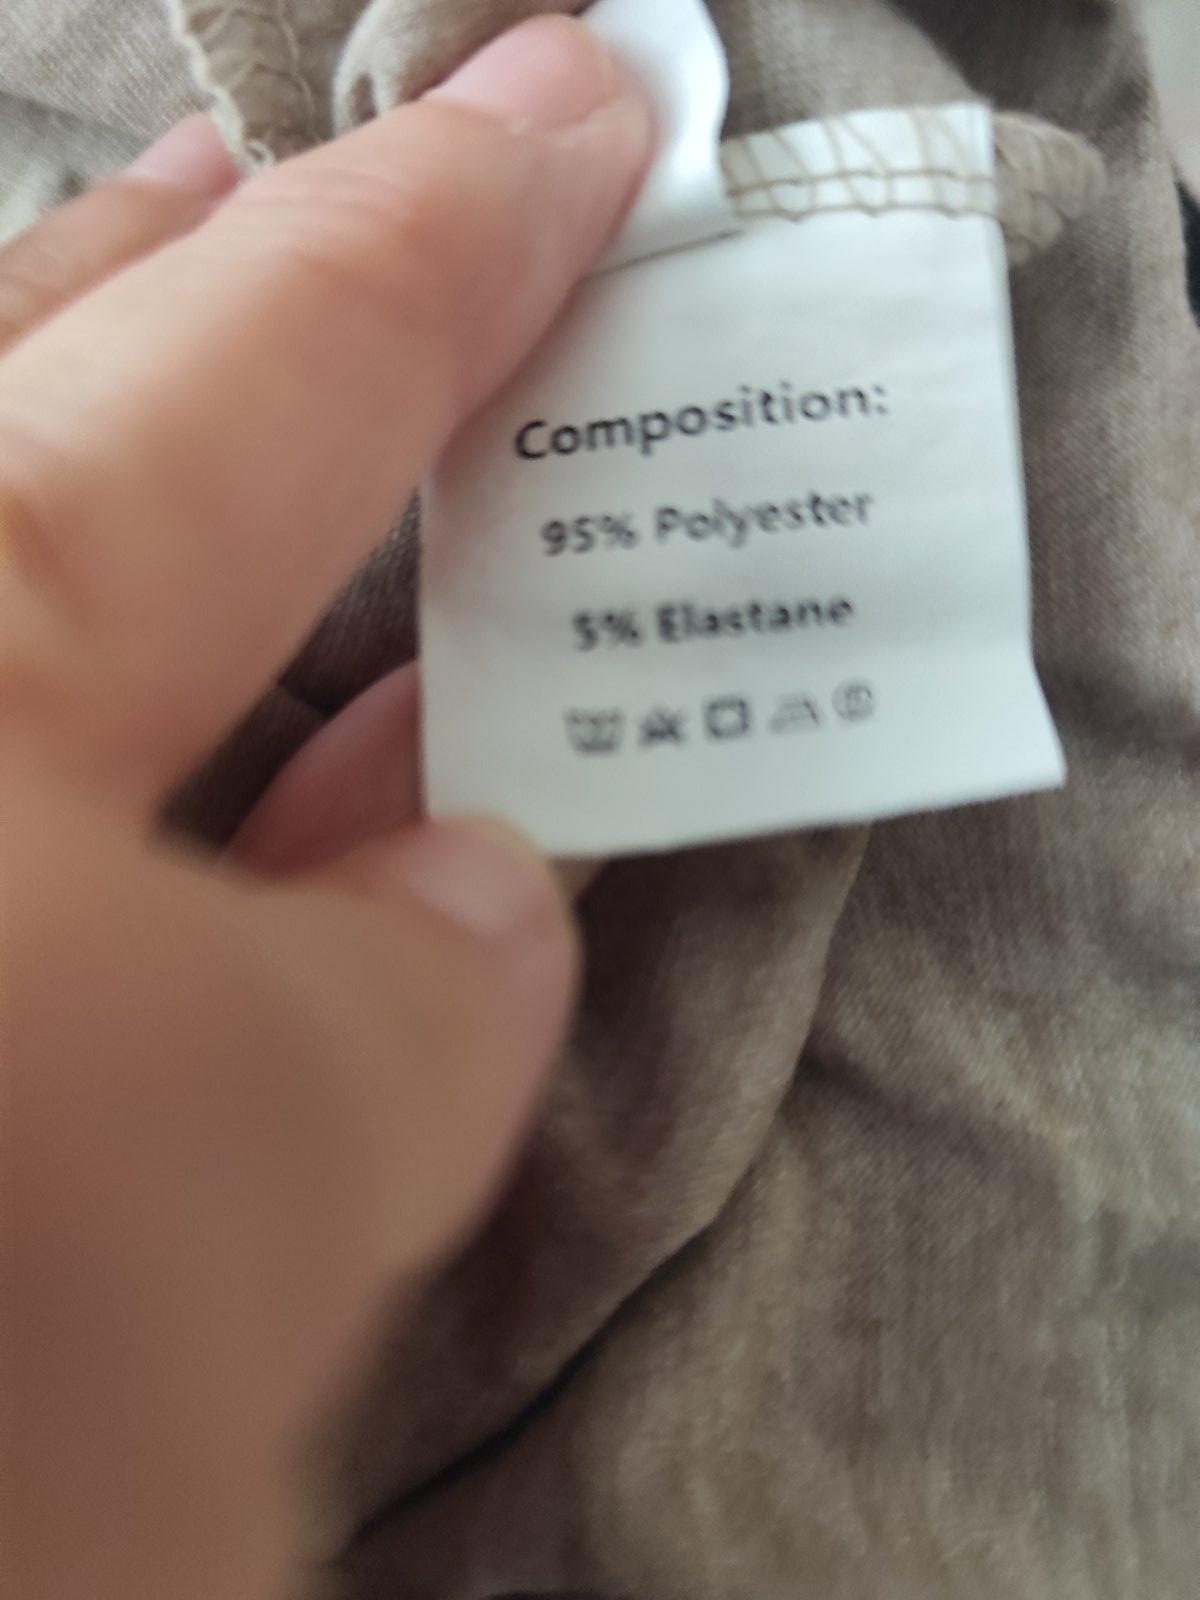 Composition:
95% Polyester
5% Elastane